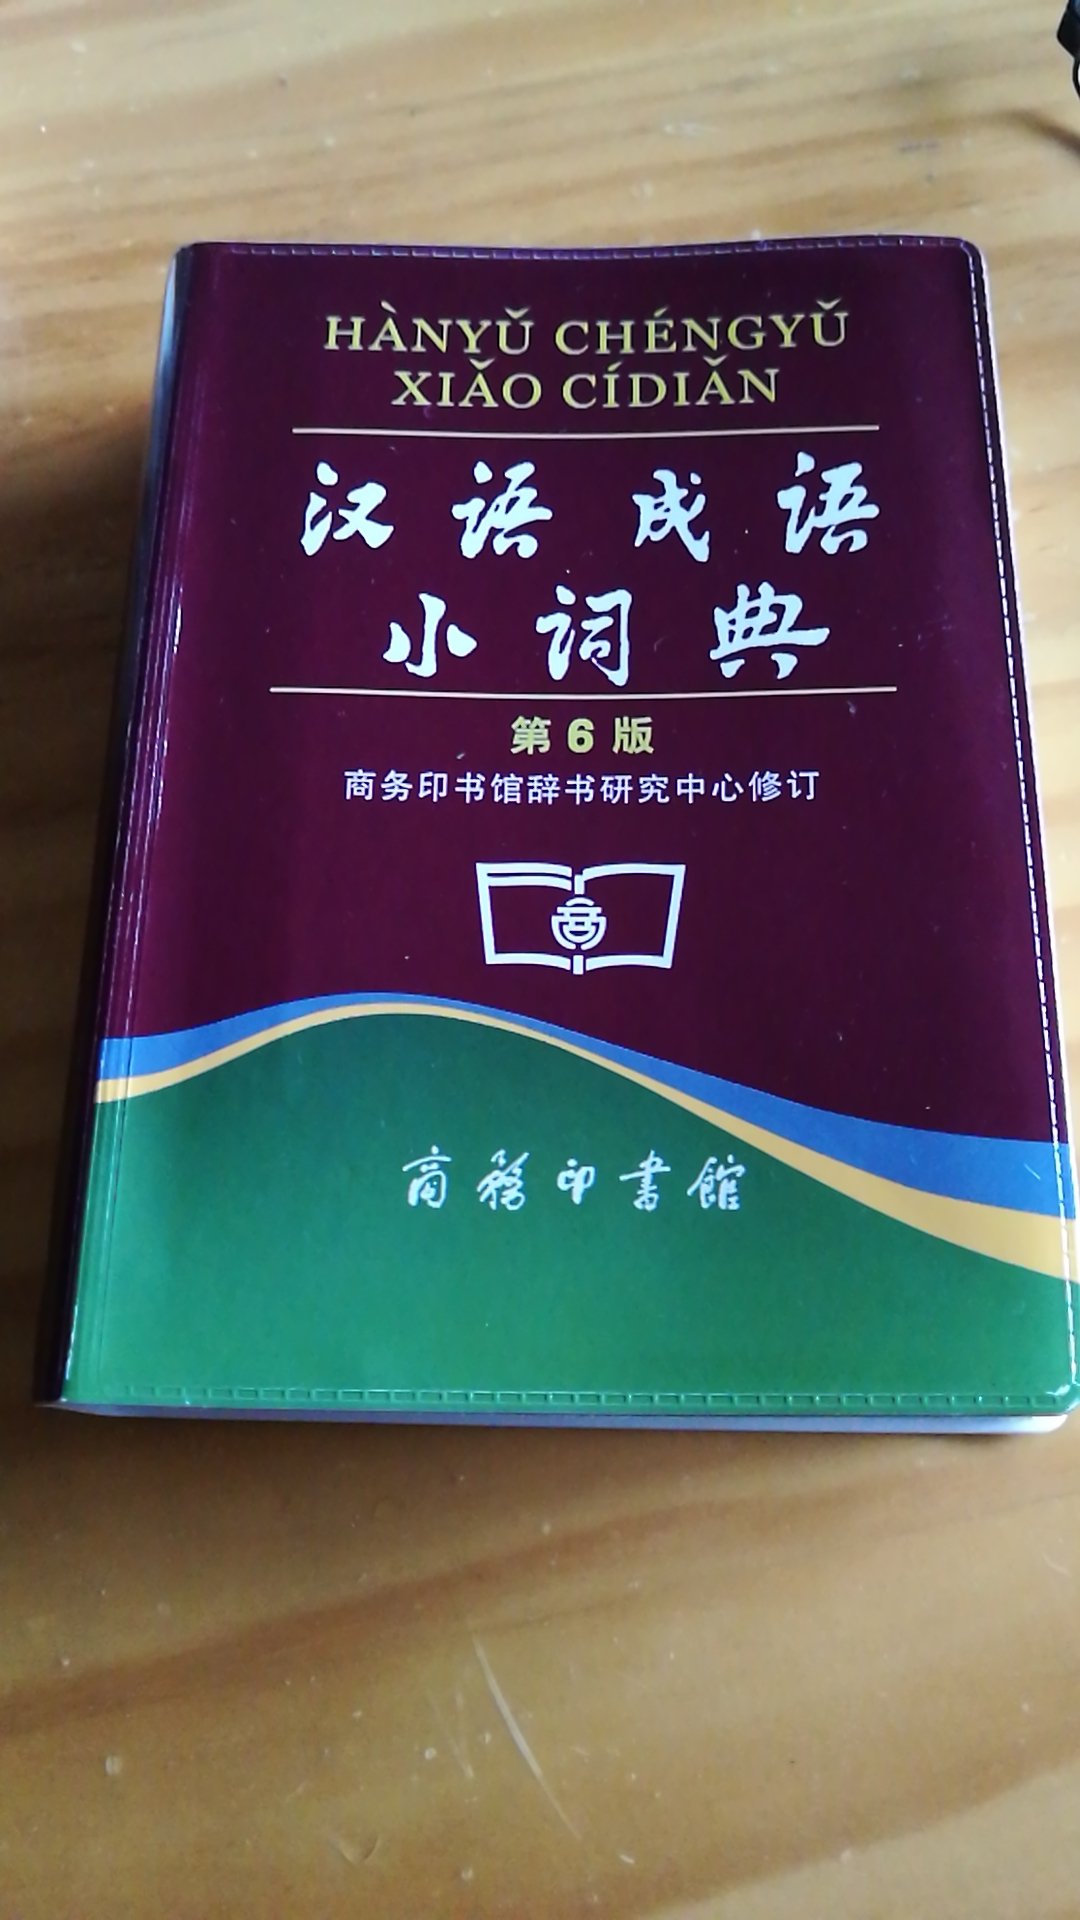 HÀNYǓ CHÉNGYǓ
XIǍO CÍDIǍN
汉语成语
小词典
第6版
商务印书馆辞书研究中心修订
商
商務印書館